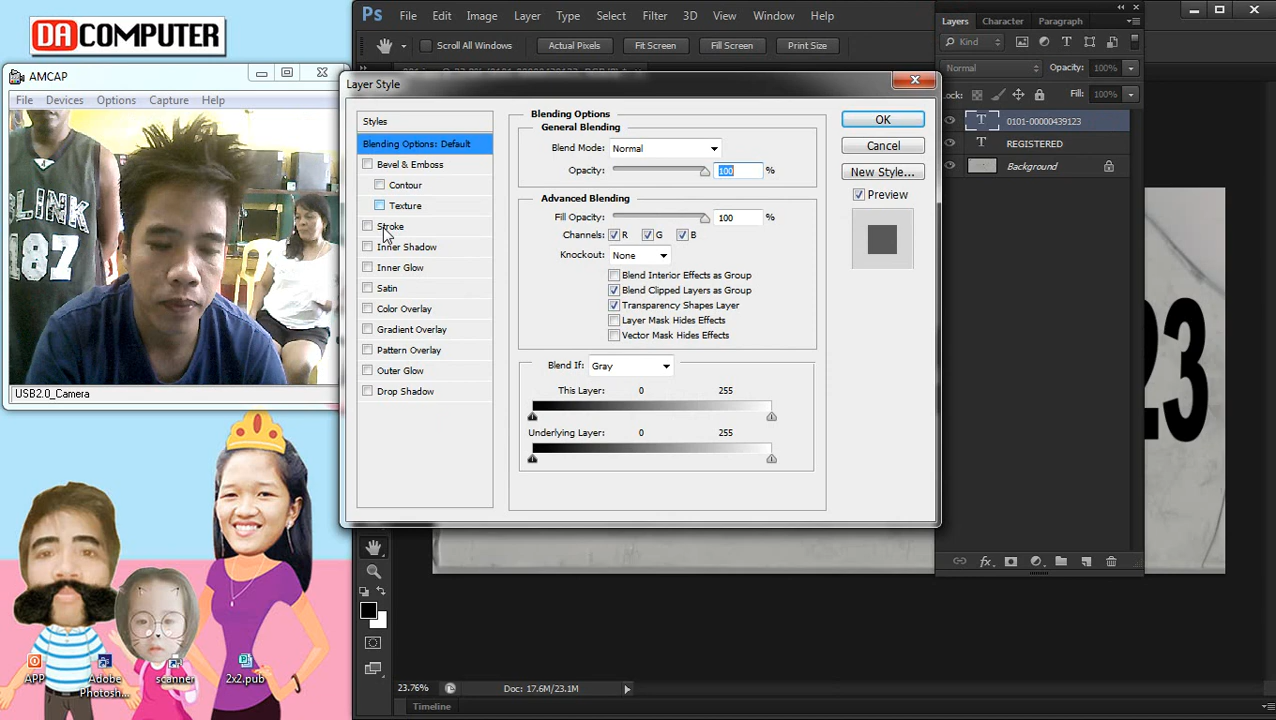 DA COMPUTER
AMCAP
File Devices Options Capture Help
BLINK
187
USB2.0_Camera
APP
Adobe
Photosh...
scanner
2x2.pub
Ps File Edit Image Layer Type Select Filter 3D View Window Help
Scroll All Windows Actual Pixels Fit Screen Fill Screen Print Size
Layer Style
Styles
Blending Options: Default
Bevel & Emboss
Contour
Texture
Stroke
Inner Shadow
Inner Glow
Satin
Color Overlay
Gradient Overlay
Pattern Overlay
Outer Glow
Drop Shadow
Blending Options
General Blending
Blend Mode: Normal
Opacity: 100 %
Advanced Blending
Fill Opacity: 100 %
Channels: R G B
Knockout: None
Blend Interior Effects as Group
Blend Clipped Layers as Group
Transparency Shapes Layer
Layer Mask Hides Effects
Vector Mask Hides Effects
Blend If: Gray
This Layer: 0 255
Underlying Layer: 0 255
OK
Cancel
New Style...
Preview
Layers Character Paragraph
Kind
Normal Opacity: 100%
Lock: Fill: 100%
T 0101-00000439123
T REGISTERED
Background
fx
23
23.76% Doc: 17.6M/23.1M
Timeline